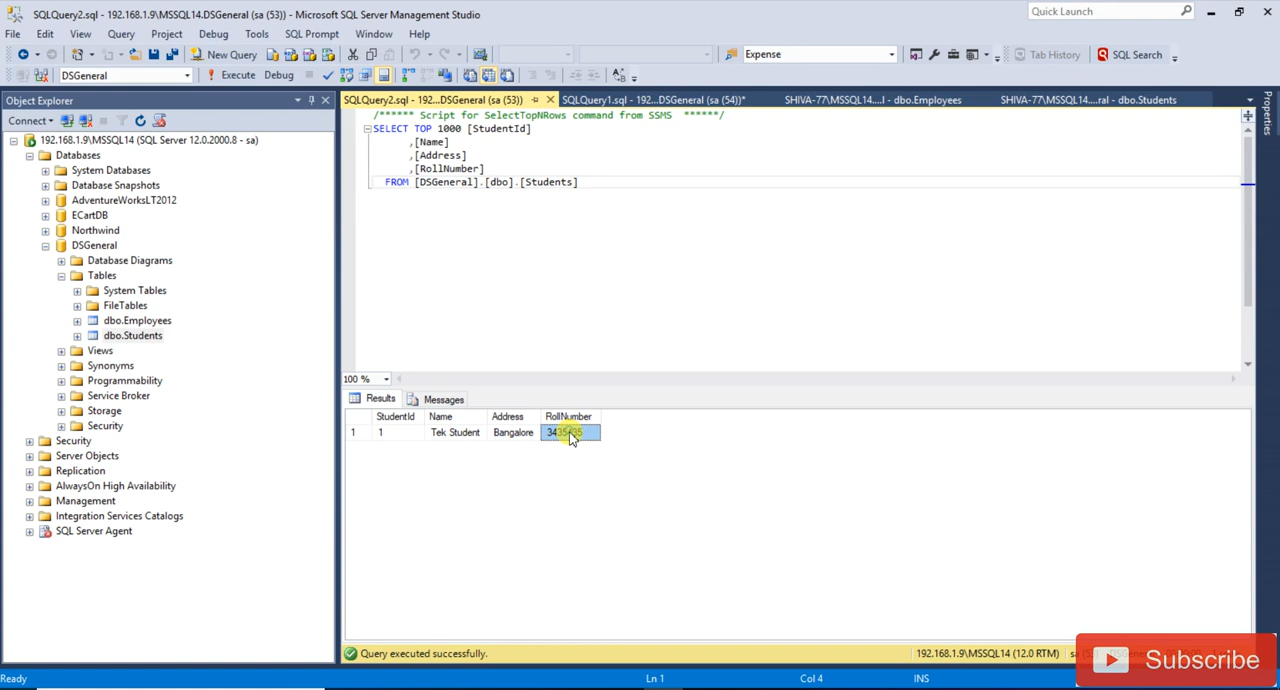 SQLQuery2.sql - 192.168.1.9\MSSQL14.DSGeneral (sa (53)) - Microsoft SQL Server Management Studio
Quick Launch
File Edit View Query Project Debug Tools SQL Prompt Window Help
New Query
Expense
Tab History
SQL Search
DSGeneral
Execute Debug
Object Explorer
SQLQuery2.sql - 192...DSGeneral (sa (53))
SQLQuery1.sql - 192...DSGeneral (sa (54))*
SHIVA-77\MSSQL14....l - dbo.Employees
SHIVA-77\MSSQL14....ral - dbo.Students
Properties
Connect
192.168.1.9\MSSQL14 (SQL Server 12.0.2000.8 - sa)
Databases
System Databases
Database Snapshots
AdventureWorksLT2012
ECartDB
Northwind
DSGeneral
Database Diagrams
Tables
System Tables
FileTables
dbo.Employees
dbo.Students
Views
Synonyms
Programmability
Service Broker
Storage
Security
Security
Server Objects
Replication
AlwaysOn High Availability
Management
Integration Services Catalogs
SQL Server Agent
/****** Script for SelectTopNRows command from SSMS ******/
SELECT TOP 1000 [StudentId]
,[Name]
,[Address]
,[RollNumber]
FROM [DSGeneral].[dbo].[Students]
100 %
Results
Messages
StudentId Name Address RollNumber
1 1 Tek Student Bangalore
Query executed successfully.
192.168.1.9\MSSQL14 (12.0 RTM)
Subscribe
Ready
Ln 1
Col 4
INS